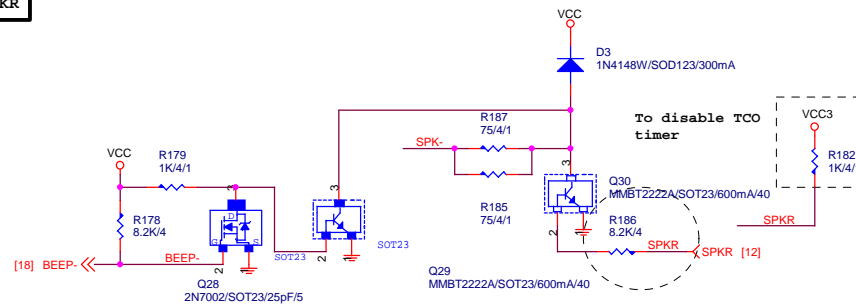 KR
VCC
D3
1N4148W/SOD123/300mA
R187
75/4/1
SPK-
To disable TCO
timer
VCC3
R182
1K/4/
VCC
R179
1K/4/1
3
3
3
Q30
MMBT2222A/SOT23/600mA/40
R178
8.2K/4
D
G
S
R185
75/4/1
R186
8.2K/4
SPKR
SOT23
SOT23
2
2
2
[18] BEEP-
BEEP-
SPKR
SPKR [12]
Q28
2N7002/SOT23/25pF/5
Q29
MMBT2222A/SOT23/600mA/40